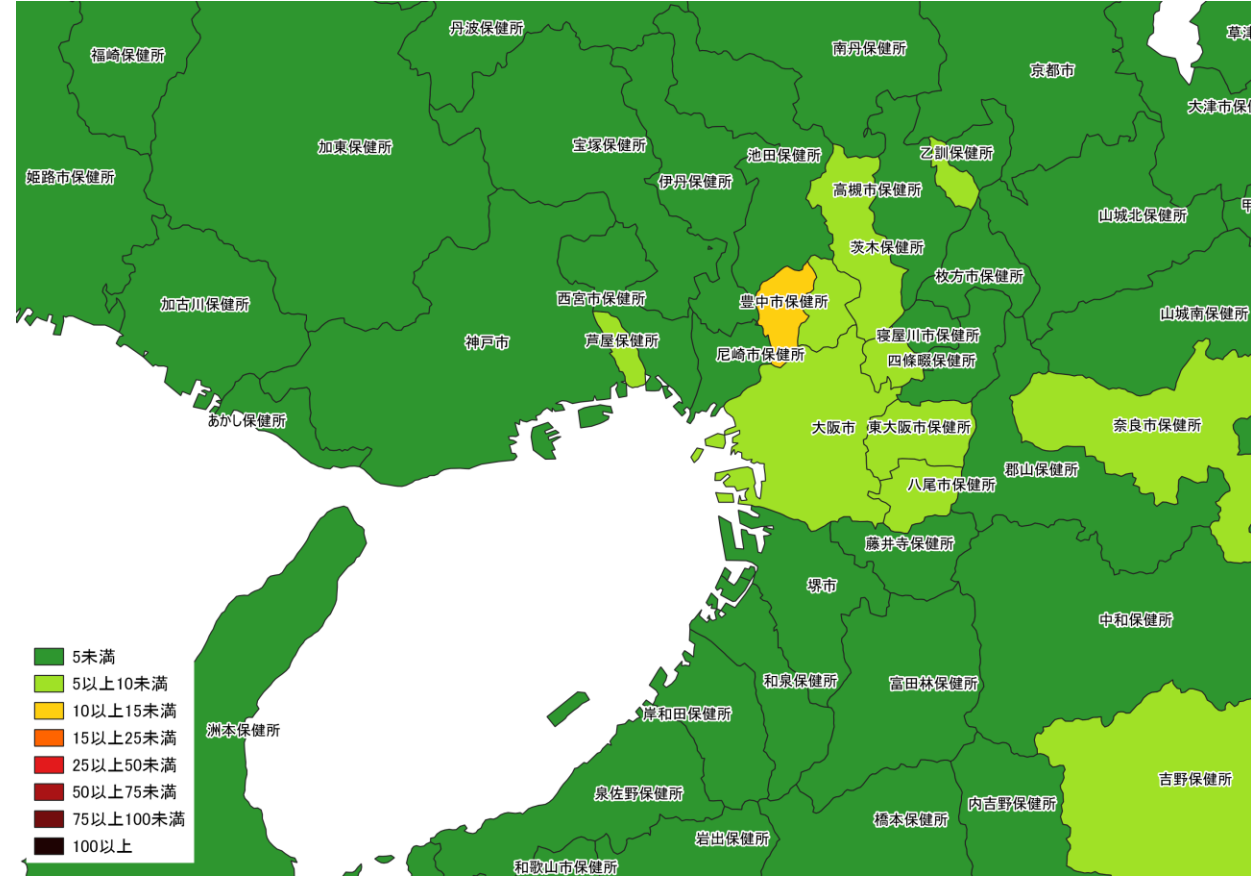 丹波保健所
福崎保健所
南丹保健所
草津
京都市
大津市保健
加東保健所
宝塚保健所
池田保健所
乙訓保健所
姫路市保健所
伊丹保健所
高槻市保健所
甲
山城北保健所
茨木保健所
枚方市保健所
加古川保健所
西宮市保健所
豊中市保健所
山城南保健所
神戸市
芦屋保健所
寝屋川市保健所
尼崎市保健所
四條畷保健所
あかし保健所
大阪市
東大阪市保健所
奈良市保健所
郡山保健所
八尾市保健所
藤井寺保健所
堺市
中和保健所
和泉保健所
富田林保健所
岸和田保健所
洲本保健所
吉野保健所
泉佐野保健所
内吉野保健所
橋本保健所
岩出保健所
和歌山市保健所
5未満
5以上10未満
10以上15未満
15以上25未満
25以上50未満
50以上75未満
75以上100未満
100以上